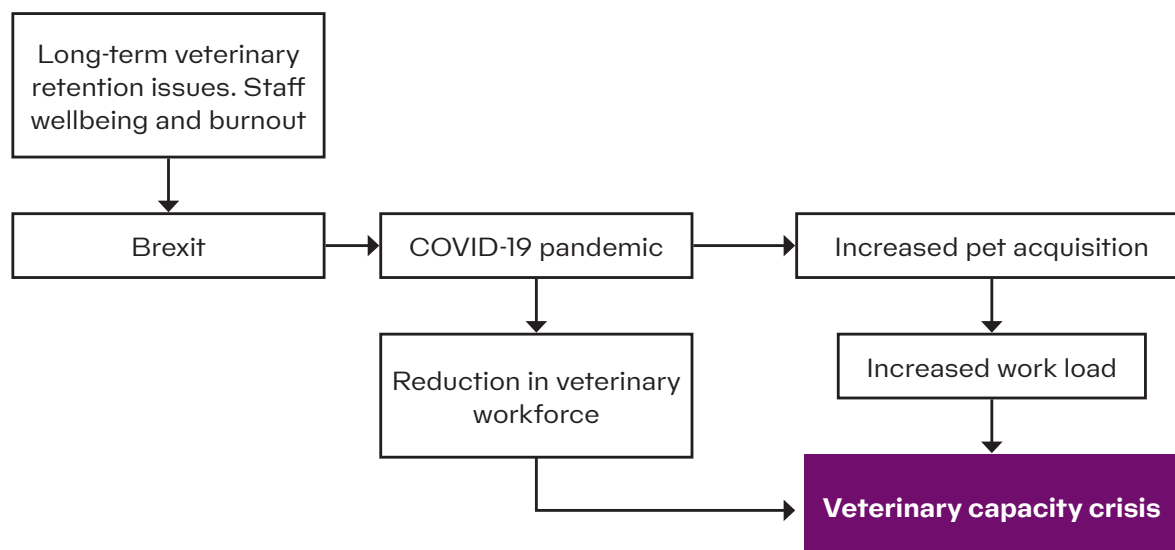 Long-term veterinary
retention issues. Staff
wellbeing and burnout
Brexit
COVID-19 pandemic
Increased pet acquisition
Reduction in veterinary
workforce
Increased work load
Veterinary capacity crisis